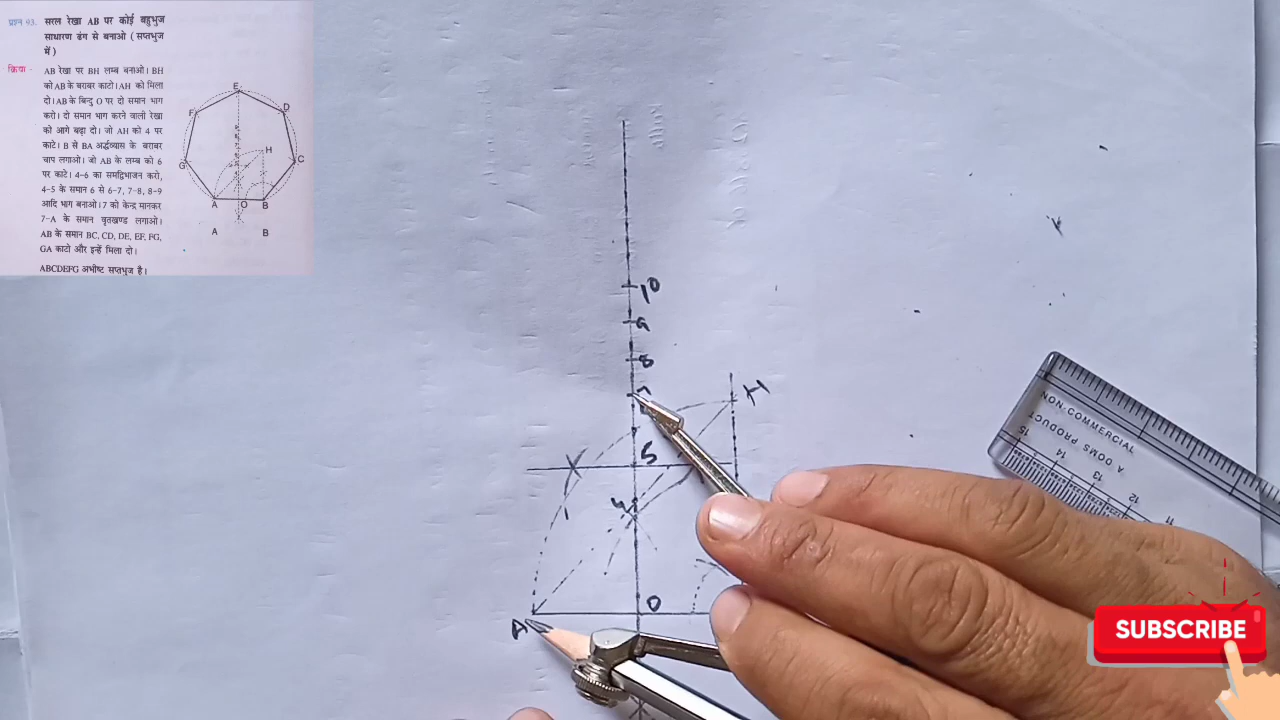 प्रश्न 93. सरल रेखा AB पर कोई बहुभुज
साधारण ढंग से बनाओ ( सप्तभुज
में )
क्रिया - AB रेखा पर BH लम्ब बनाओ। BH
को AB के बराबर काटो। AH को मिला
दो। AB के बिन्दु O पर दो समान भाग
करो। दो समान भाग करने वाली रेखा
को आगे बढ़ा दो। जो AH को 4 पर
काटे। B से BA अर्द्धव्यास के बराबर
चाप लगाओ। जो AB के लम्ब को 6
पर काटे। 4-6 का समद्विभाजन करो,
4-5 के समान 6 से 6-7, 7-8, 8-9
आदि भाग बनाओ। 7 को केन्द्र मानकर
7-A के समान वृतखण्ड लगाओ।
AB के समान BC, CD, DE, EF, FG,
GA काटो और इन्हें मिला दो।
ABCDEFG अभीष्ट सप्तभुज है।
E
F D
H
G C
A O B
A B
10
9
8
7
H
5
4
O
A
NON-COMMERCIAL
A DOMS PRODUCT
15 14 13 12 11
SUBSCRIBE